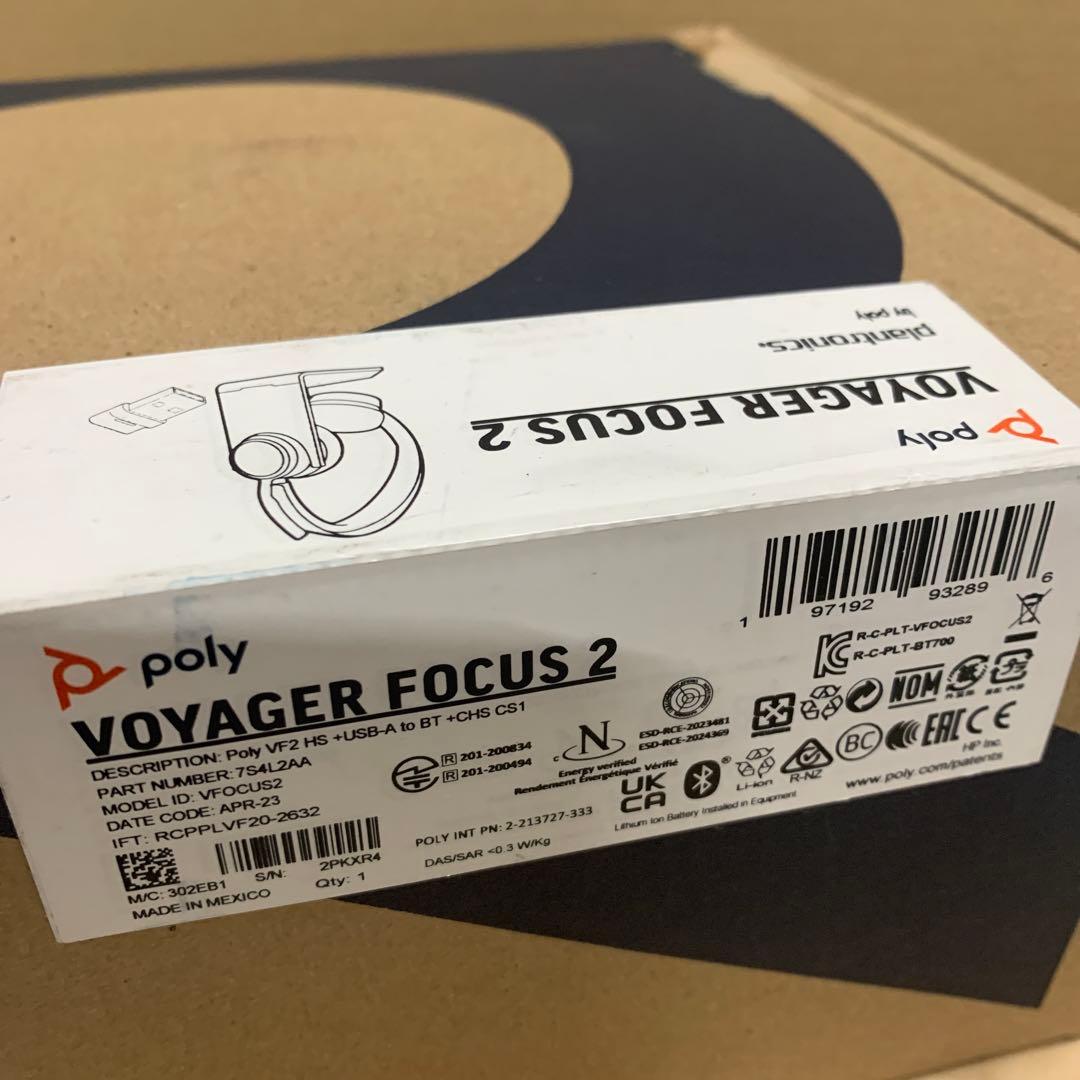 plantronics.
by poly
VOYAGER FOCUS 2
poly
poly
VOYAGER FOCUS 2
DESCRIPTION: Poly VF2 HS +USB-A to BT +CHS CS1
PART NUMBER: 7S4L2AA
MODEL ID: VFOCUS2
DATE CODE: APR-23
IFT: RCPPLVF20-2632
M/C: 302EB1
S/N: 2PKXR4
MADE IN MEXICO
Qty: 1
R 201-200834
R 201-200494
POLY INT PN: 2-213727-333
DAS/SAR <0.3 W/Kg
c N
Energy verified
Rendement Énergétique Vérifié
ESD-RCE-2023481
ESD-RCE-2024369
UK
CA
Lithium Ion Battery Installed in Equipment
1 97192 93289 6
R-C-PLT-VFOCUS2
R-C-PLT-BT700
NOM
Li-ion
R-NZ
BC
EAC CE
HP Inc.
www.poly.com/patents